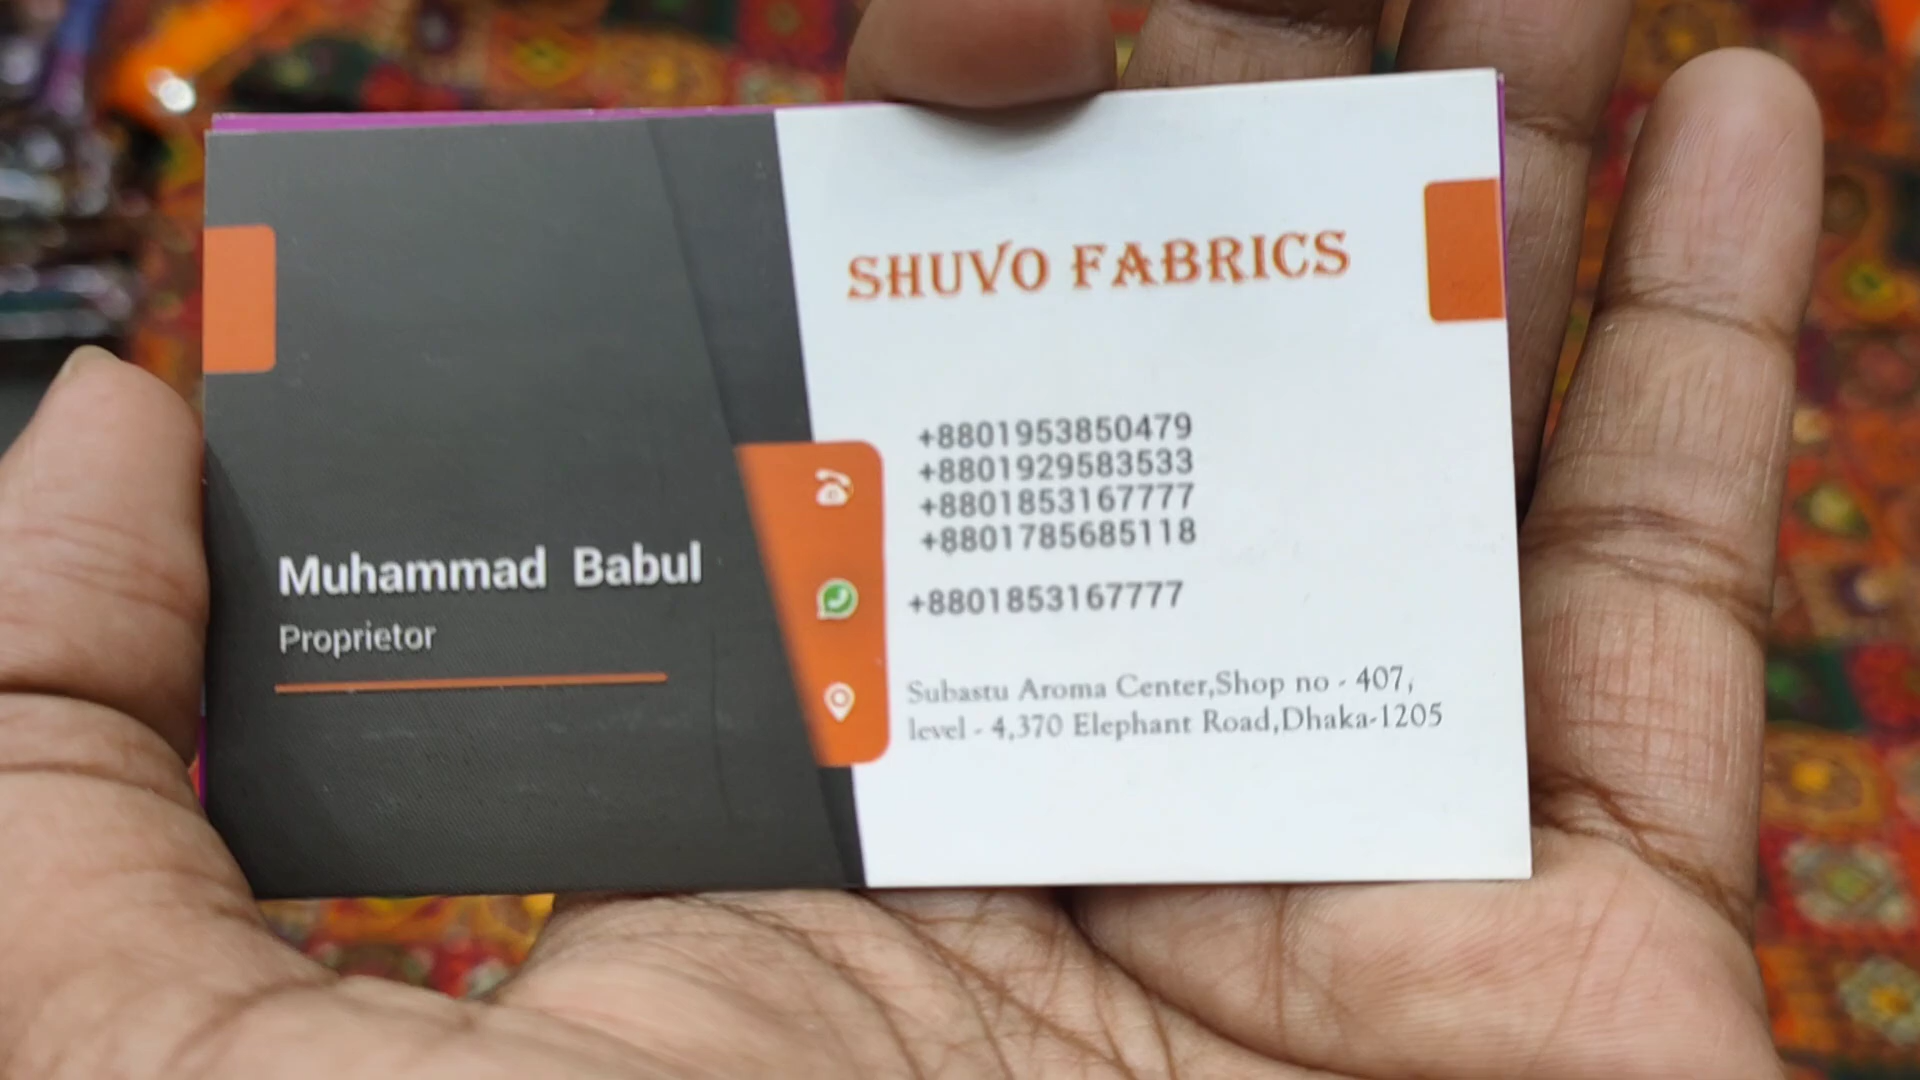 SHUVO FABRICS
+8801953850479
+8801929583533
+8801853167777
+8801785685118
+8801853167777
Subastu Aroma Center,Shop no - 407,
level - 4,370 Elephant Road,Dhaka-1205
Muhammad Babul
Proprietor